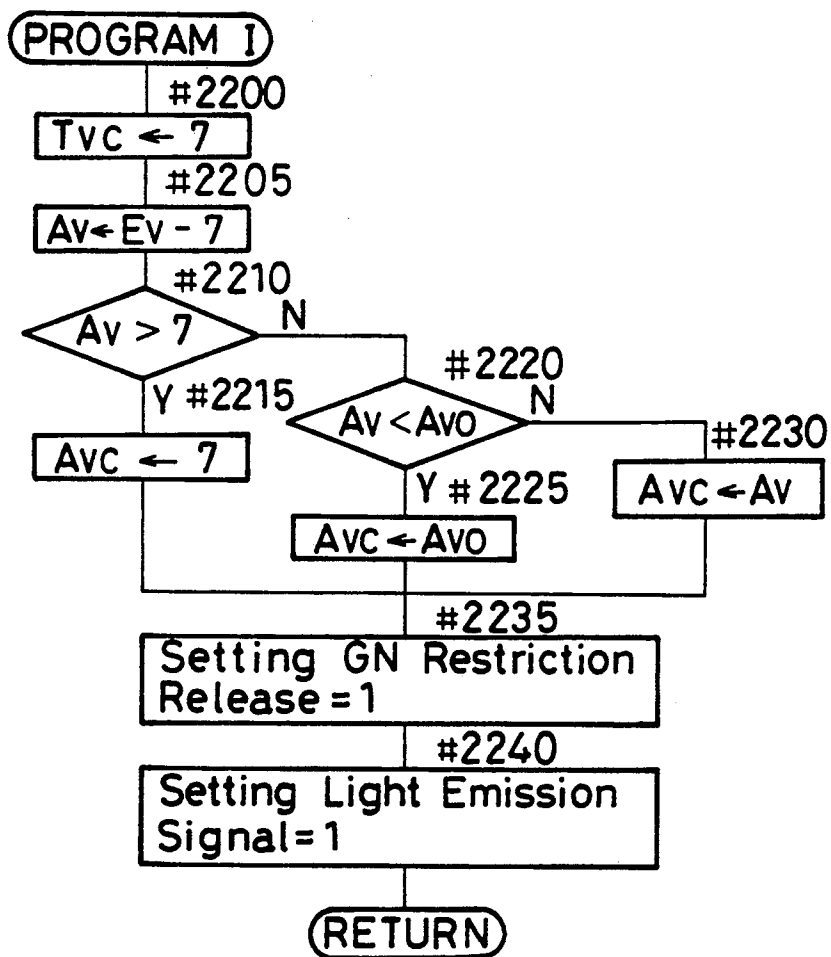 PROGRAM I
#2200
Tvc ← 7
#2205
Av ← Ev - 7
#2210
Av > 7
N
Y #2215
Avc ← 7
#2220
Av < Avo
N
Y #2225
Avc ← Avo
#2230
Avc ← Av
#2235
Setting GN Restriction
Release = 1
#2240
Setting Light Emission
Signal = 1
RETURN